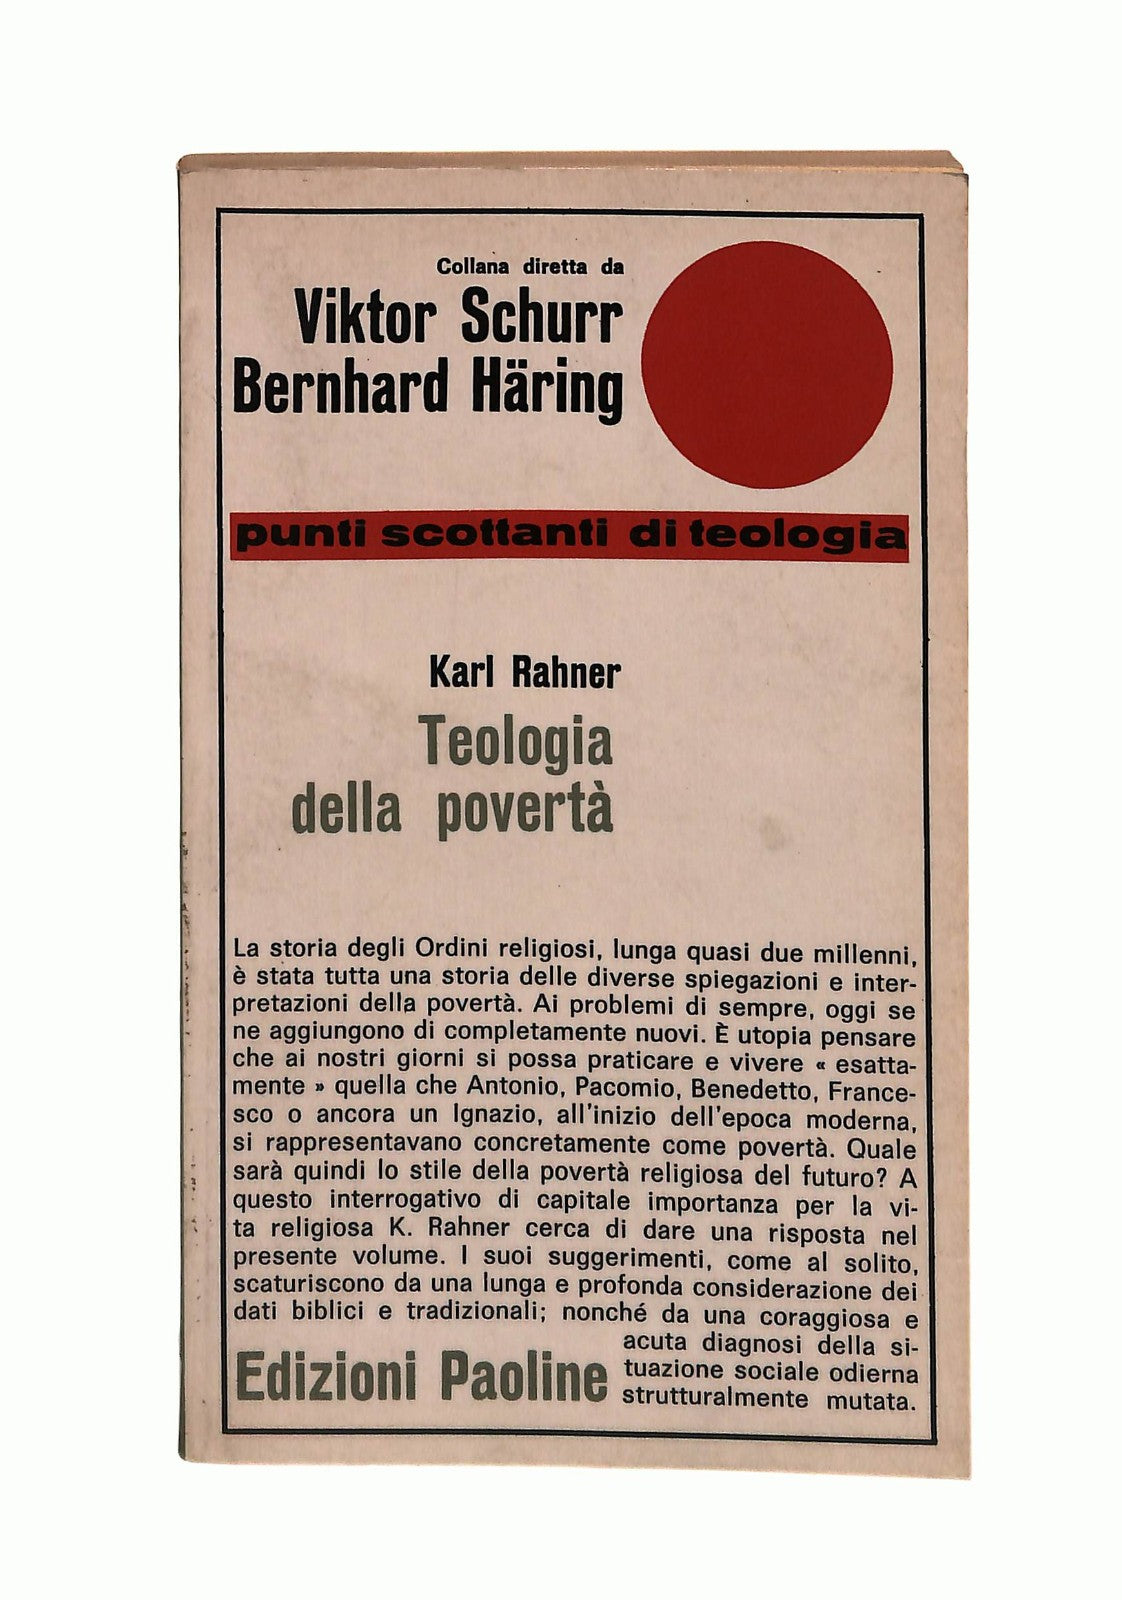 Collana diretta da
Viktor Schurr
Bernhard Häring
punti scottanti di teologia
Karl Rahner
Teologia
della povertà
La storia degli Ordini religiosi, lunga quasi due millenni,
è stata tutta una storia delle diverse spiegazioni e inter-
pretazioni della povertà. Ai problemi di sempre, oggi se
ne aggiungono di completamente nuovi. È utopia pensare
che ai nostri giorni si possa praticare e vivere « esatta-
mente » quella che Antonio, Pacomio, Benedetto, France-
sco o ancora un Ignazio, all'inizio dell'epoca moderna,
si rappresentavano concretamente come povertà. Quale
sarà quindi lo stile della povertà religiosa del futuro? A
questo interrogativo di capitale importanza per la vi-
ta religiosa K. Rahner cerca di dare una risposta nel
presente volume. I suoi suggerimenti, come al solito,
scaturiscono da una lunga e profonda considerazione dei
dati biblici e tradizionali; nonché da una coraggiosa e
acuta diagnosi della si-
tuazione sociale odierna
strutturalmente mutata.
Edizioni Paoline